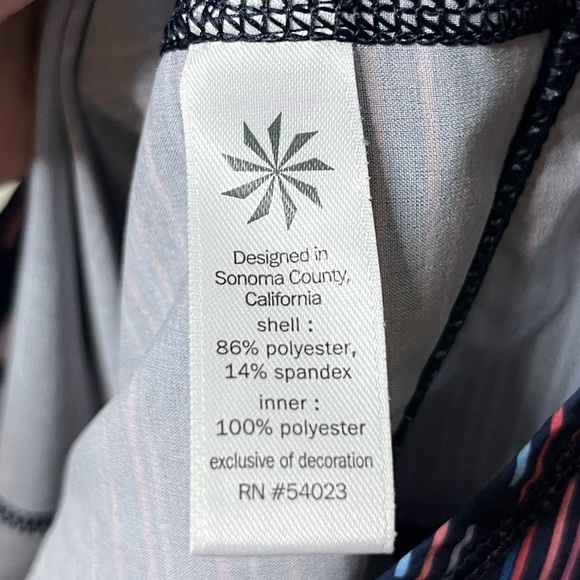 Designed in
Sonoma County,
California
shell :
86% polyester,
14% spandex
inner :
100% polyester
exclusive of decoration
RN #54023